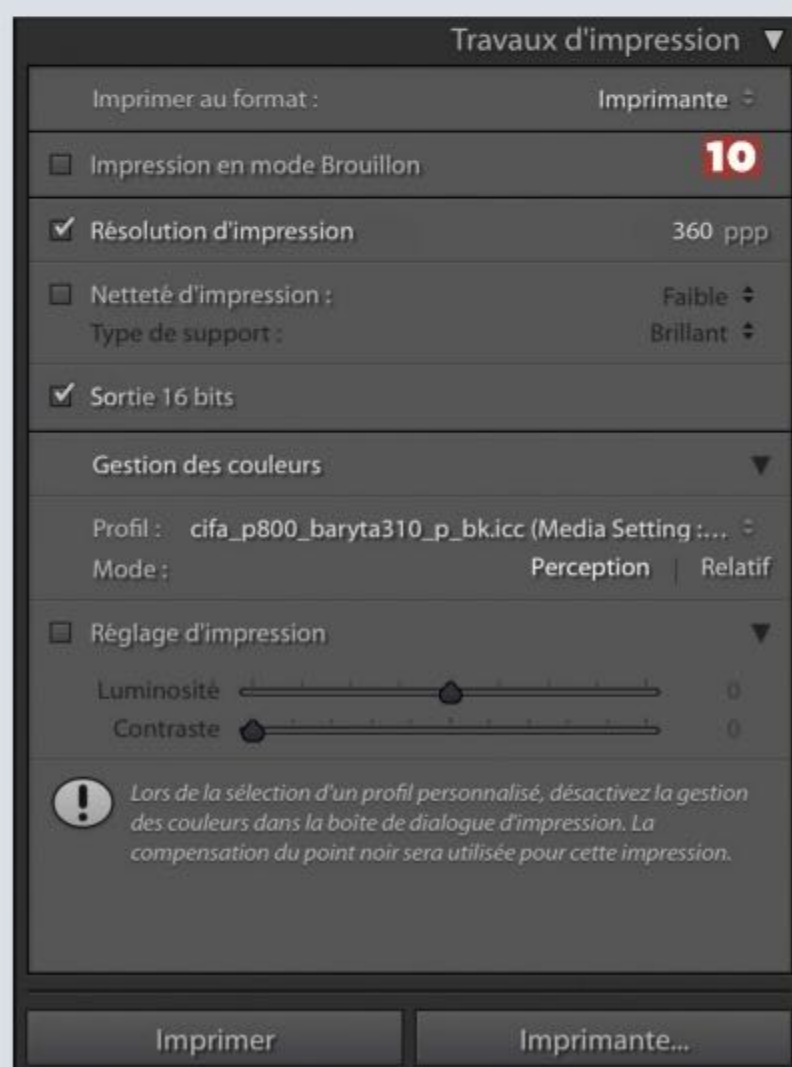 Travaux d'impression ▼
Imprimer au format : Imprimante
Impression en mode Brouillon 10
Résolution d'impression 360 ppp
Netteté d'impression : Faible
Type de support : Brillant
Sortie 16 bits
Gestion des couleurs ▼
Profil : cifa_p800_baryta310_p_bk.icc (Media Setting :...
Mode : Perception | Relatif
Réglage d'impression ▼
Luminosité 0
Contraste 0
Lors de la sélection d'un profil personnalisé, désactivez la gestion
des couleurs dans la boîte de dialogue d'impression. La
compensation du point noir sera utilisée pour cette impression.
Imprimer Imprimante...